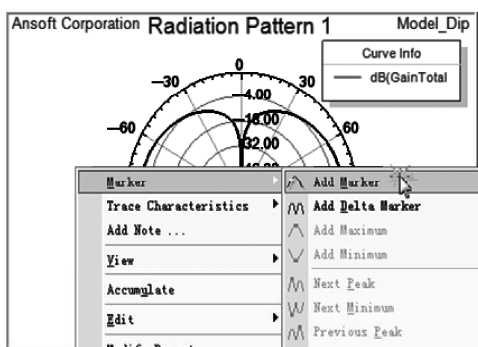 Ansoft Corporation Radiation Pattern 1 Model_Dip
Curve Info
dB(GainTotal
0
-30 30
-4.00
-60 60
32.00
Marker
Trace Characteristics
Add Note ...
View
Accumulate
Edit
Add Marker
Add Delta Marker
Add Maximum
Add Minimum
Next Peak
Next Minimum
Previous Peak